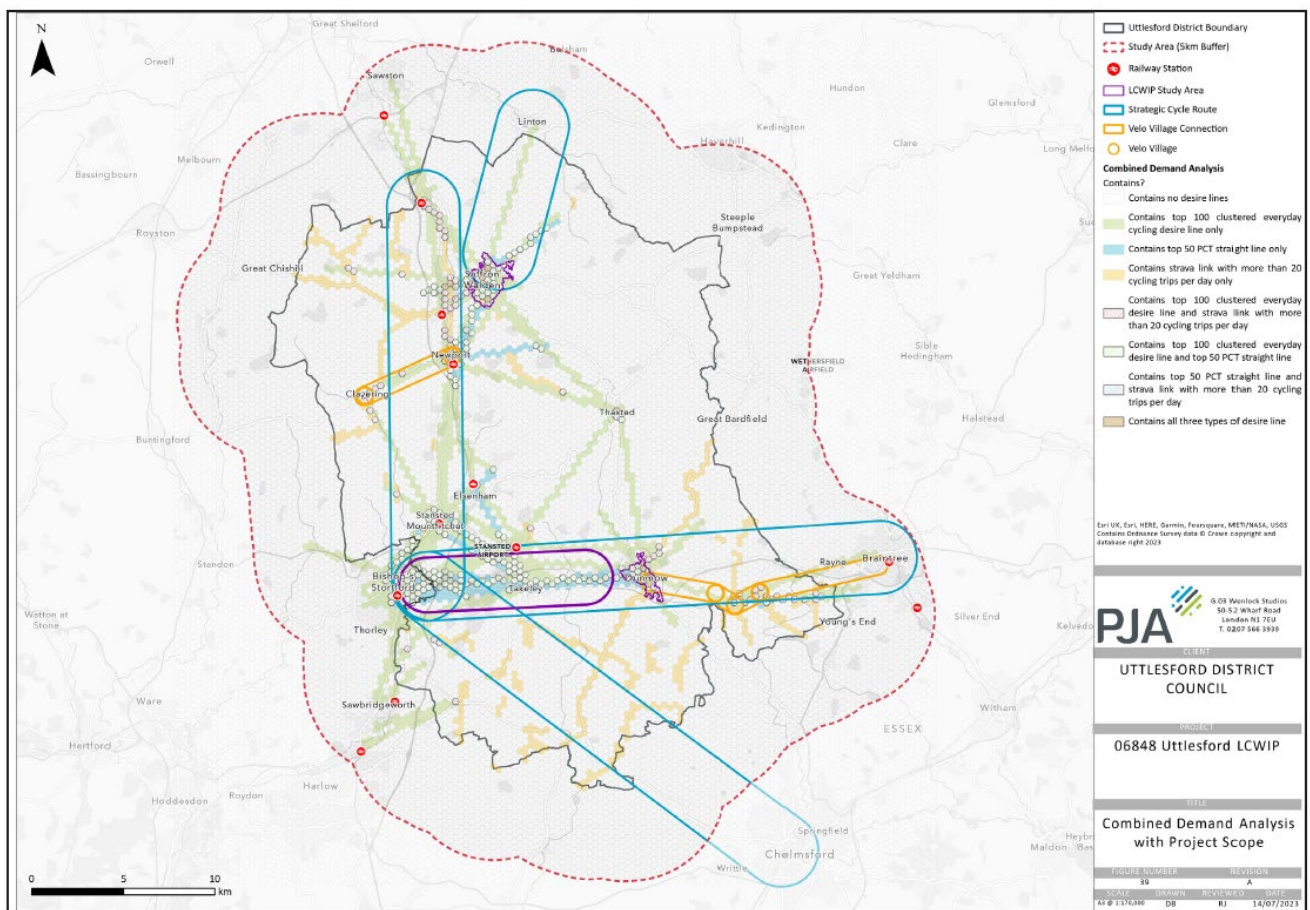 N
Great Shelford
Balsham
Orwell
Sawston
Hundon
Glemsford
Linton
Kedington
Haverhill
Clare
Melbourn
Long Melfo
Bassingbourn
Royston
Steeple
Bumpstead
Great Chishill
Saffron
Walden
Great Yeldham
Newport
WETHERSFIELD
AIRFIELD
Sible
Hedingham
Clavering
Thaxted
Great Bardfield
Halstead
Buntingford
Elsenham
Stansted
Mountfitchet
STANSTED
AIRPORT
Rayne
Braintree
Standon
Bishop's
Stortford
Takeley
Dunmow
Watton at
Stone
Thorley
Young's End
Silver End
Kelvedo
Sawbridgeworth
Ware
Witham
ESSEX
Hertford
Harlow
Roydon
Hoddesdon
Springfield
Chelmsford
Writtle
Heybr
Maldon
0 5 10
km
Uttlesford District Boundary
Study Area (5km Buffer)
Railway Station
LCWIP Study Area
Strategic Cycle Route
Velo Village Connection
Velo Village
Combined Demand Analysis
Contains?
Contains no desire lines
Contains top 100 clustered everyday
cycling desire line only
Contains top 50 PCT straight line only
Contains strava link with more than 20
cycling trips per day only
Contains top 100 clustered everyday
desire line and strava link with more
than 20 cycling trips per day
Contains top 100 clustered everyday
desire line and top 50 PCT straight line
Contains top 50 PCT straight line and
strava link with more than 20 cycling
trips per day
Contains all three types of desire line
Esri UK, Esri, HERE, Garmin, Foursquare, METI/NASA, USGS
Contains Ordnance Survey data © Crown copyright and
database right 2023
PJA
G.03 Wenlock Studios
50-52 Wharf Road
London N1 7EU
T. 0207 566 3939
CLIENT
UTTLESFORD DISTRICT
COUNCIL
PROJECT
06848 Uttlesford LCWIP
TITLE
Combined Demand Analysis
with Project Scope
FIGURE NUMBER REVISION
39 A
SCALE DRAWN REVIEWED DATE
A3 @ 1:170,000 DB RJ 14/07/2023